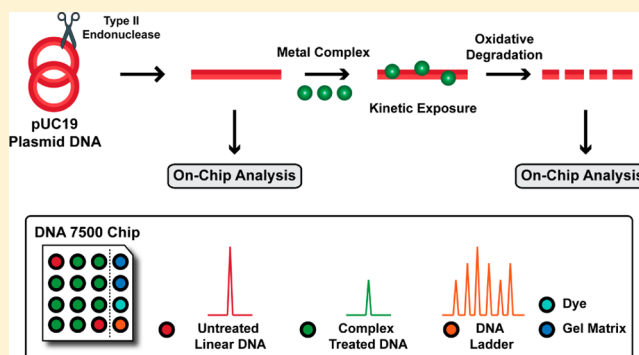 Type II
Endonuclease
Metal Complex
Oxidative
Degradation
pUC19
Plasmid DNA
Kinetic Exposure
On-Chip Analysis
On-Chip Analysis
DNA 7500 Chip
Untreated
Linear DNA
Complex
Treated DNA
DNA
Ladder
Dye
Gel Matrix